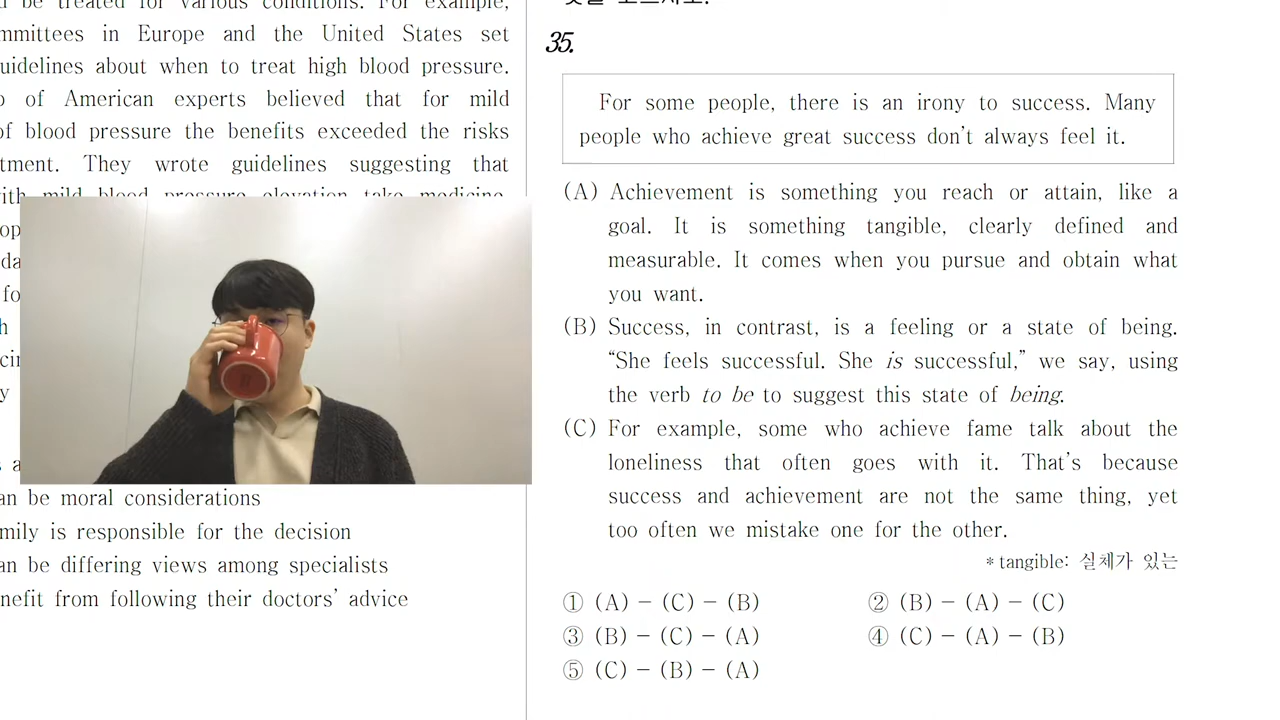 be treated for various conditions. For example,
in Europe and the United States set
about when to treat high blood pressure.
of American experts believed that for mild
of blood pressure the benefits exceeded the risks
They wrote guidelines suggesting that
mild blood pressure elevation take medicine.
an be moral considerations
is responsible for the decision
an be differing views among specialists
from following their doctors' advice
35.
For some people, there is an irony to success. Many
people who achieve great success don't always feel it.
(A) Achievement is something you reach or attain, like a
goal. It is something tangible, clearly defined and
measurable. It comes when you pursue and obtain what
you want.
(B) Success, in contrast, is a feeling or a state of being.
“She feels successful. She is successful,” we say, using
the verb to be to suggest this state of being.
(C) For example, some who achieve fame talk about the
loneliness that often goes with it. That's because
success and achievement are not the same thing, yet
too often we mistake one for the other.
* tangible: 실체가 있는
① (A) - (C) - (B) ② (B) - (A) - (C)
③ (B) - (C) - (A) ④ (C) - (A) - (B)
⑤ (C) - (B) - (A)